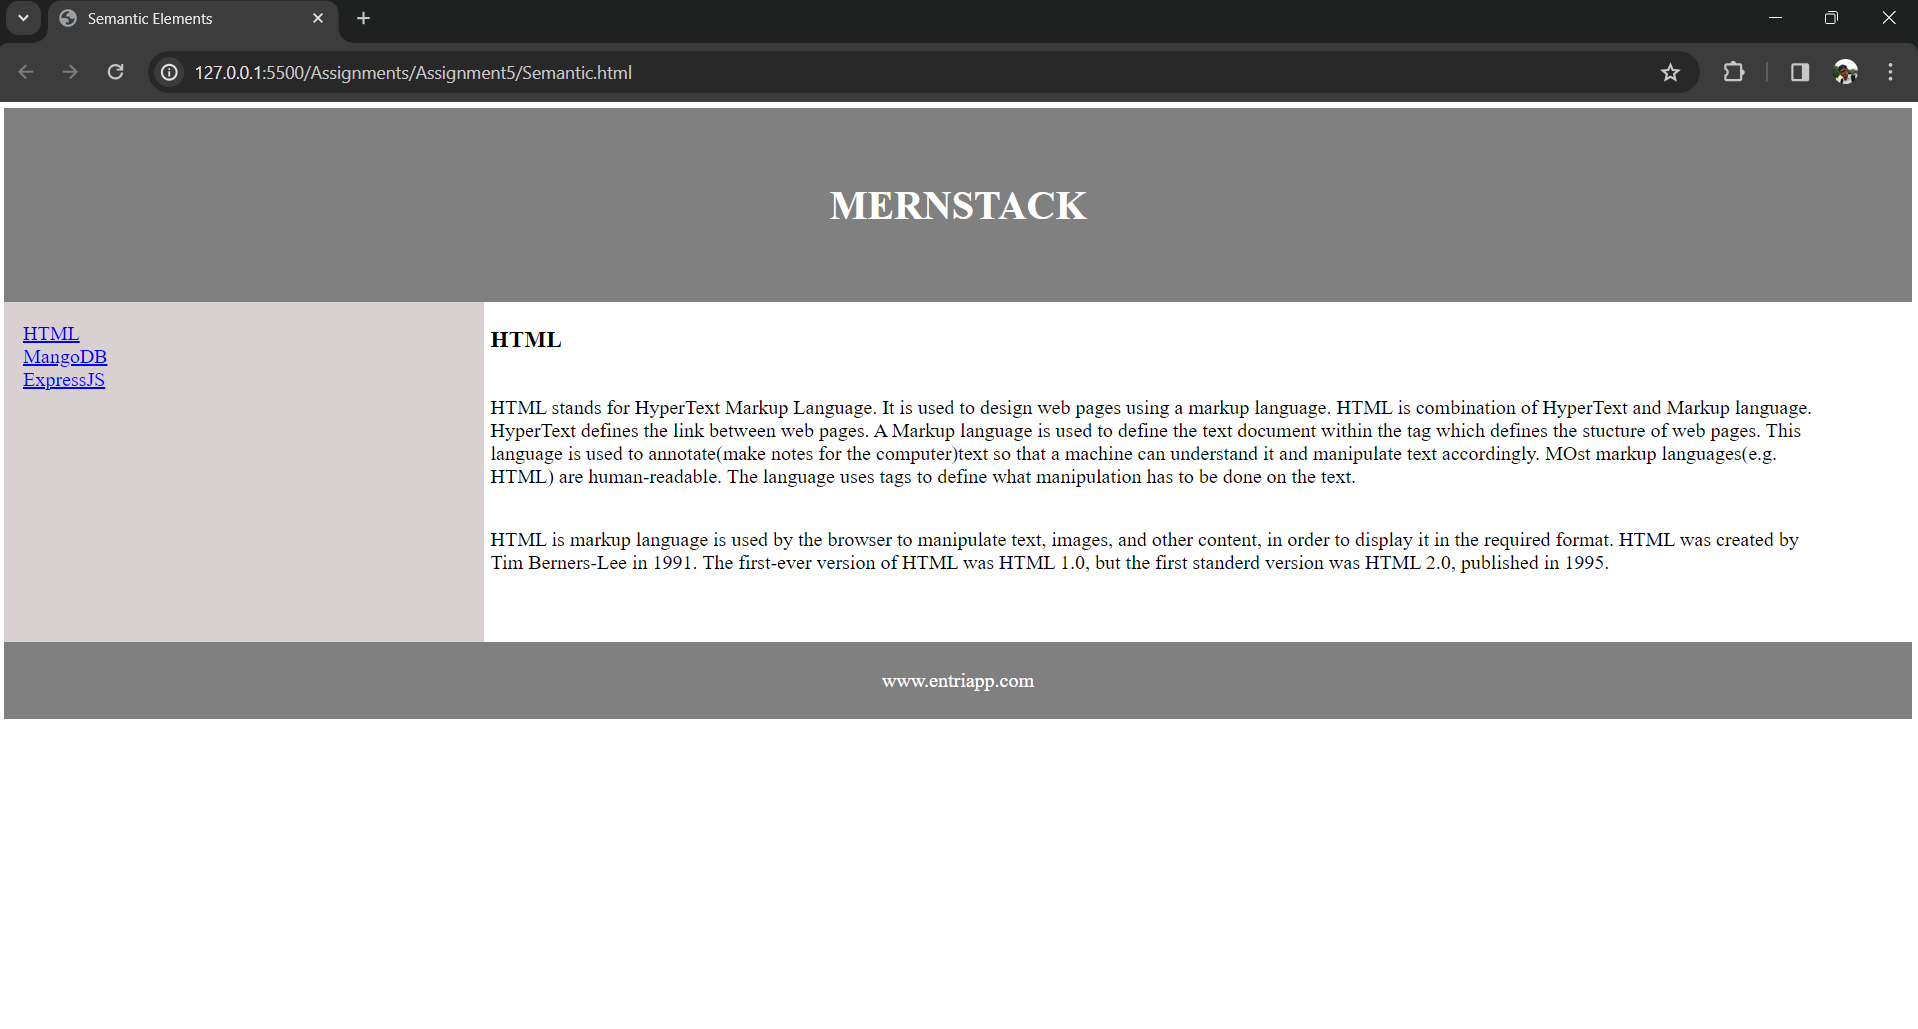 Semantic Elements
127.0.0.1:5500/Assignments/Assignment5/Semantic.html
MERNSTACK
HTML
MangoDB
ExpressJS
HTML
HTML stands for HyperText Markup Language. It is used to design web pages using a markup language. HTML is combination of HyperText and Markup language.
HyperText defines the link between web pages. A Markup language is used to define the text document within the tag which defines the stucture of web pages. This
language is used to annotate(make notes for the computer)text so that a machine can understand it and manipulate text accordingly. MOst markup languages(e.g.
HTML) are human-readable. The language uses tags to define what manipulation has to be done on the text.
HTML is markup language is used by the browser to manipulate text, images, and other content, in order to display it in the required format. HTML was created by
Tim Berners-Lee in 1991. The first-ever version of HTML was HTML 1.0, but the first standerd version was HTML 2.0, published in 1995.
www.entriapp.com